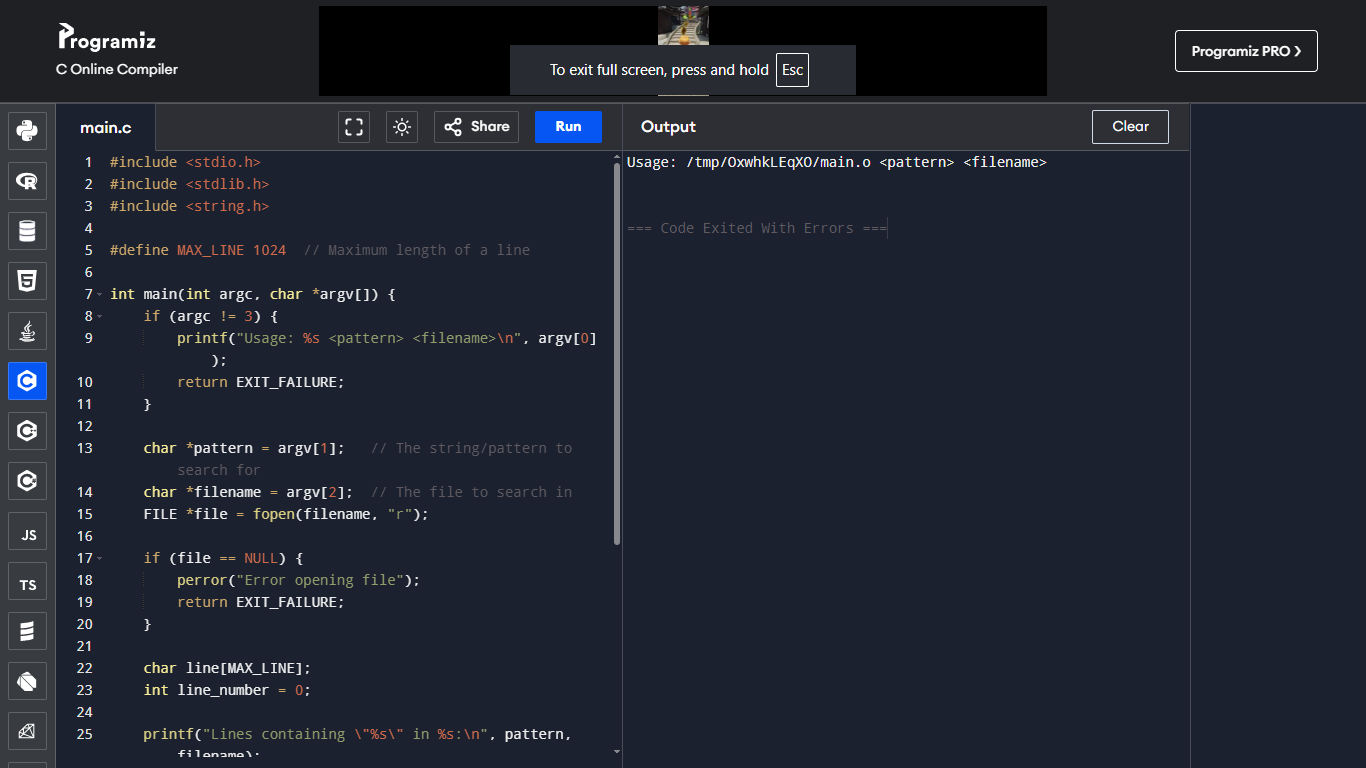 Programiz
C Online Compiler
To exit full screen, press and hold Esc
Programiz PRO >
main.c
Share
Run
Output
Clear
1 #include <stdio.h>
2 #include <stdlib.h>
3 #include <string.h>
4
5 #define MAX_LINE 1024  // Maximum length of a line
6
7 int main(int argc, char *argv[]) {
8     if (argc != 3) {
9         printf("Usage: %s <pattern> <filename>\n", argv[0]
            );
10         return EXIT_FAILURE;
11     }
12
13     char *pattern = argv[1];   // The string/pattern to
        search for
14     char *filename = argv[2];  // The file to search in
15     FILE *file = fopen(filename, "r");
16
17     if (file == NULL) {
18         perror("Error opening file");
19         return EXIT_FAILURE;
20     }
21
22     char line[MAX_LINE];
23     int line_number = 0;
24
25     printf("Lines containing \"%s\" in %s:\n", pattern,
        filename);
Usage: /tmp/OxwhkLEqXO/main.o <pattern> <filename>
=== Code Exited With Errors ===
R
5
C
C
C
JS
TS